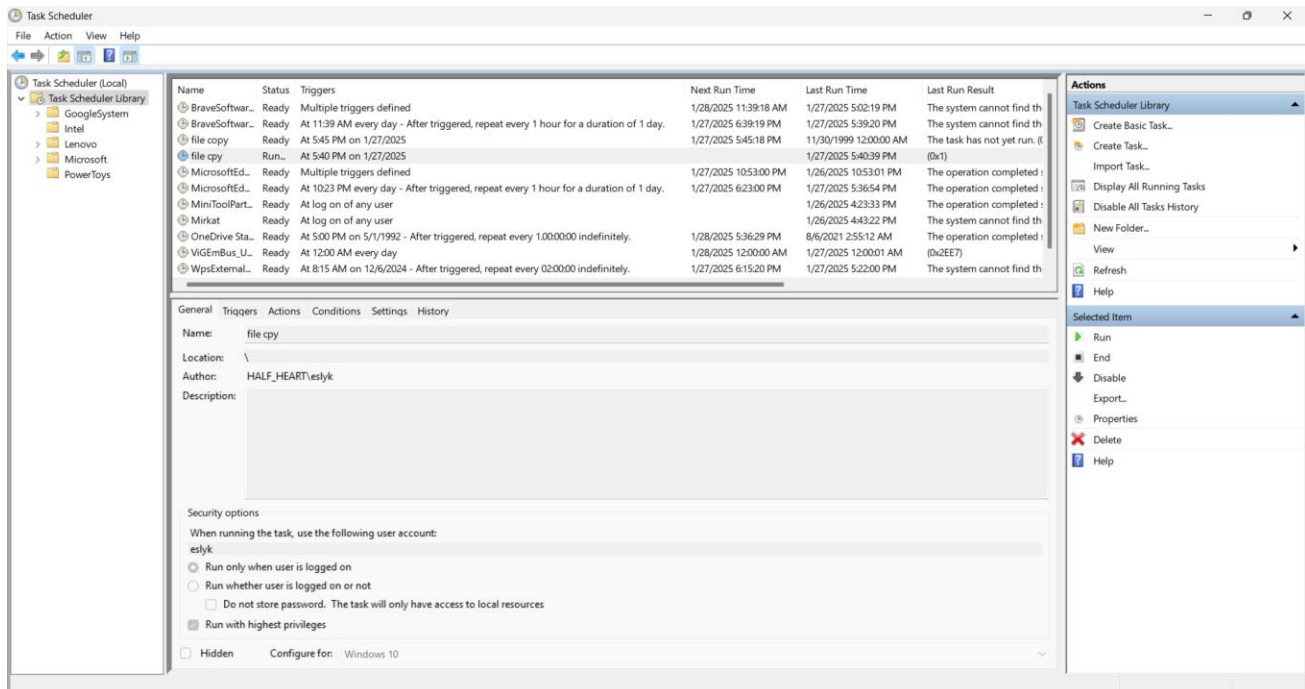 Task Scheduler
File Action View Help
Task Scheduler (Local)
Task Scheduler Library
GoogleSystem
Intel
Lenovo
Microsoft
PowerToys
Name Status Triggers Next Run Time Last Run Time Last Run Result
BraveSoftwar... Ready Multiple triggers defined 1/28/2025 11:39:18 AM 1/27/2025 5:02:19 PM The system cannot find th
BraveSoftwar... Ready At 11:39 AM every day - After triggered, repeat every 1 hour for a duration of 1 day. 1/27/2025 6:39:19 PM 1/27/2025 5:39:20 PM The system cannot find th
file copy Ready At 5:45 PM on 1/27/2025 1/27/2025 5:45:18 PM 11/30/1999 12:00:00 AM The task has not yet run. (0
file cpy Run... At 5:40 PM on 1/27/2025 1/27/2025 5:40:39 PM (0x1)
MicrosoftEd... Ready Multiple triggers defined 1/27/2025 10:53:00 PM 1/26/2025 10:53:01 PM The operation completed s
MicrosoftEd... Ready At 10:23 PM every day - After triggered, repeat every 1 hour for a duration of 1 day. 1/27/2025 6:23:00 PM 1/27/2025 5:36:54 PM The operation completed s
MiniToolPart... Ready At log on of any user 1/26/2025 4:23:33 PM The operation completed s
Mirkat Ready At log on of any user 1/26/2025 4:43:22 PM The system cannot find th
OneDrive Sta... Ready At 5:00 PM on 5/1/1992 - After triggered, repeat every 1.00:00:00 indefinitely. 1/28/2025 5:36:29 PM 8/6/2021 2:55:12 AM The operation completed s
ViGEmBus_U... Ready At 12:00 AM every day 1/28/2025 12:00:00 AM 1/27/2025 12:00:01 AM (0x2EE7)
WpsExternal... Ready At 8:15 AM on 12/6/2024 - After triggered, repeat every 02:00:00 indefinitely. 1/27/2025 6:15:20 PM 1/27/2025 5:22:00 PM The system cannot find th
General Triggers Actions Conditions Settings History
Name: file cpy
Location: \
Author: HALF_HEART\eslyk
Description:
Security options
When running the task, use the following user account:
eslyk
Run only when user is logged on
Run whether user is logged on or not
Do not store password. The task will only have access to local resources
Run with highest privileges
Hidden Configure for: Windows 10
Actions
Task Scheduler Library
Create Basic Task...
Create Task...
Import Task...
Display All Running Tasks
Disable All Tasks History
New Folder...
View
Refresh
Help
Selected Item
Run
End
Disable
Export...
Properties
Delete
Help